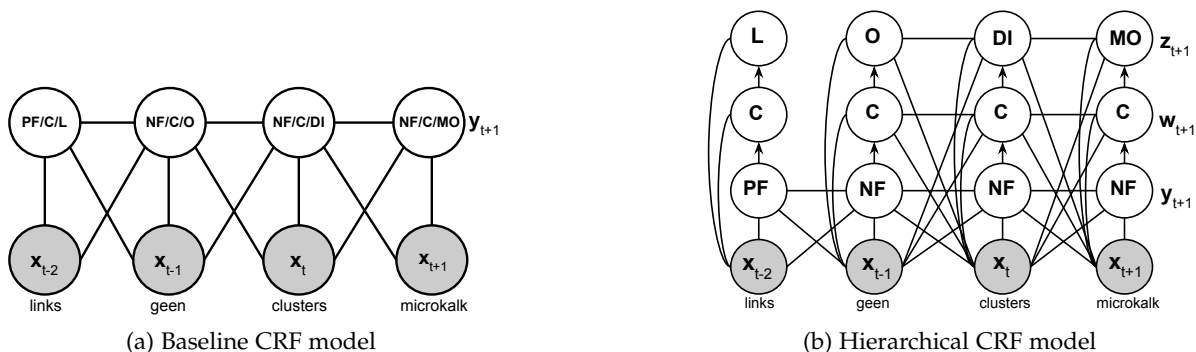 PF/C/L NF/C/O NF/C/DI NF/C/MO y_{t+1}
x_{t-2} x_{t-1} x_t x_{t+1}
links geen clusters microkalk
(a) Baseline CRF model
L O DI MO z_{t+1}
C C C C w_{t+1}
PF NF NF NF y_{t+1}
x_{t-2} x_{t-1} x_t x_{t+1}
links geen clusters microkalk
(b) Hierarchical CRF model